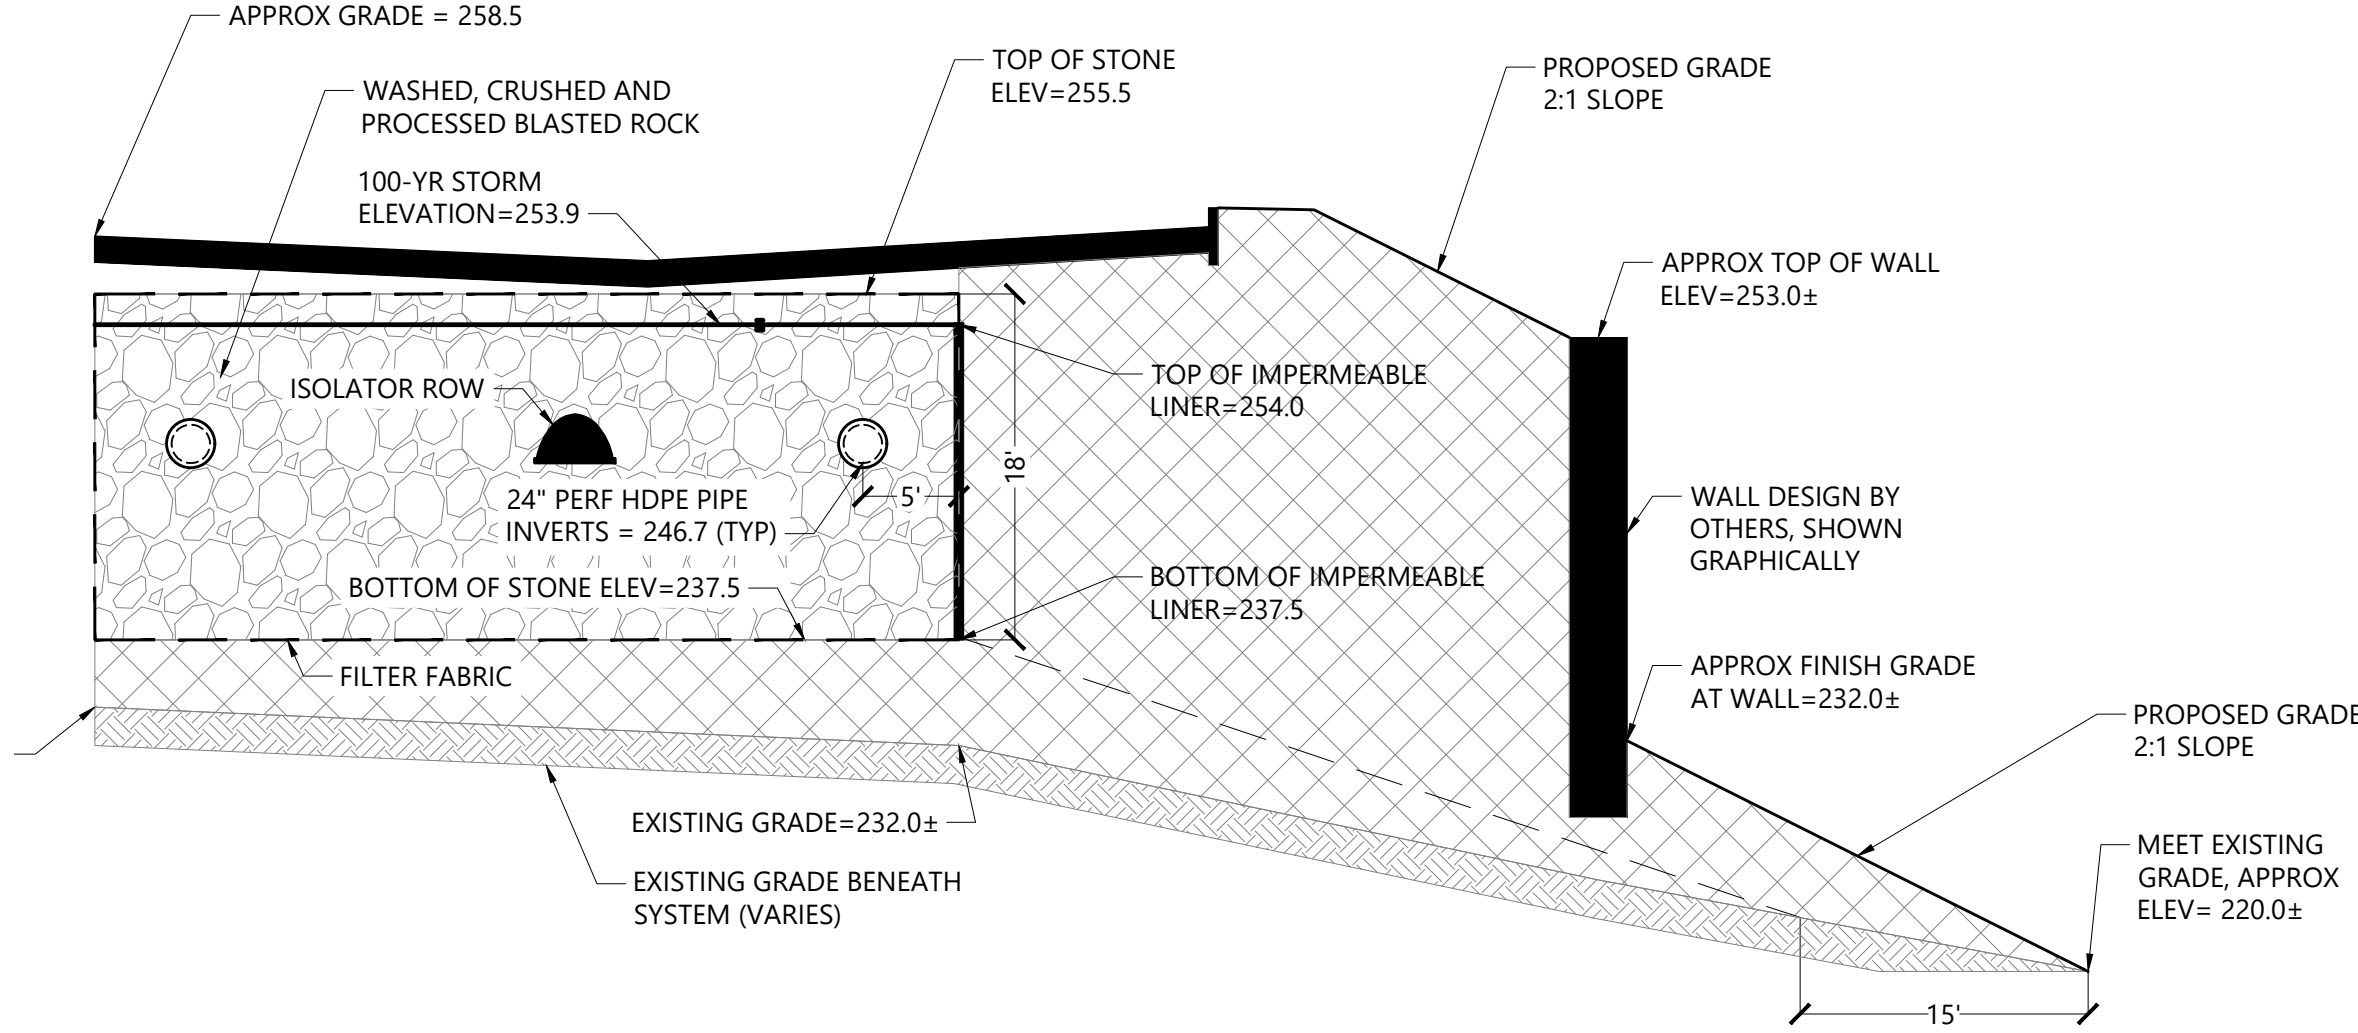 APPROX GRADE = 258.5
TOP OF STONE
ELEV=255.5
PROPOSED GRADE
2:1 SLOPE
WASHED, CRUSHED AND
PROCESSED BLASTED ROCK
100-YR STORM
ELEVATION=253.9
APPROX TOP OF WALL
ELEV=253.0±
ISOLATOR ROW
TOP OF IMPERMEABLE
LINER=254.0
18'
24" PERF HDPE PIPE
INVERTS = 246.7 (TYP)
5'
WALL DESIGN BY
OTHERS, SHOWN
GRAPHICALLY
BOTTOM OF STONE ELEV=237.5
BOTTOM OF IMPERMEABLE
LINER=237.5
FILTER FABRIC
APPROX FINISH GRADE
AT WALL=232.0±
PROPOSED GRADE
2:1 SLOPE
EXISTING GRADE=232.0±
EXISTING GRADE BENEATH
SYSTEM (VARIES)
MEET EXISTING
GRADE, APPROX
ELEV= 220.0±
15'